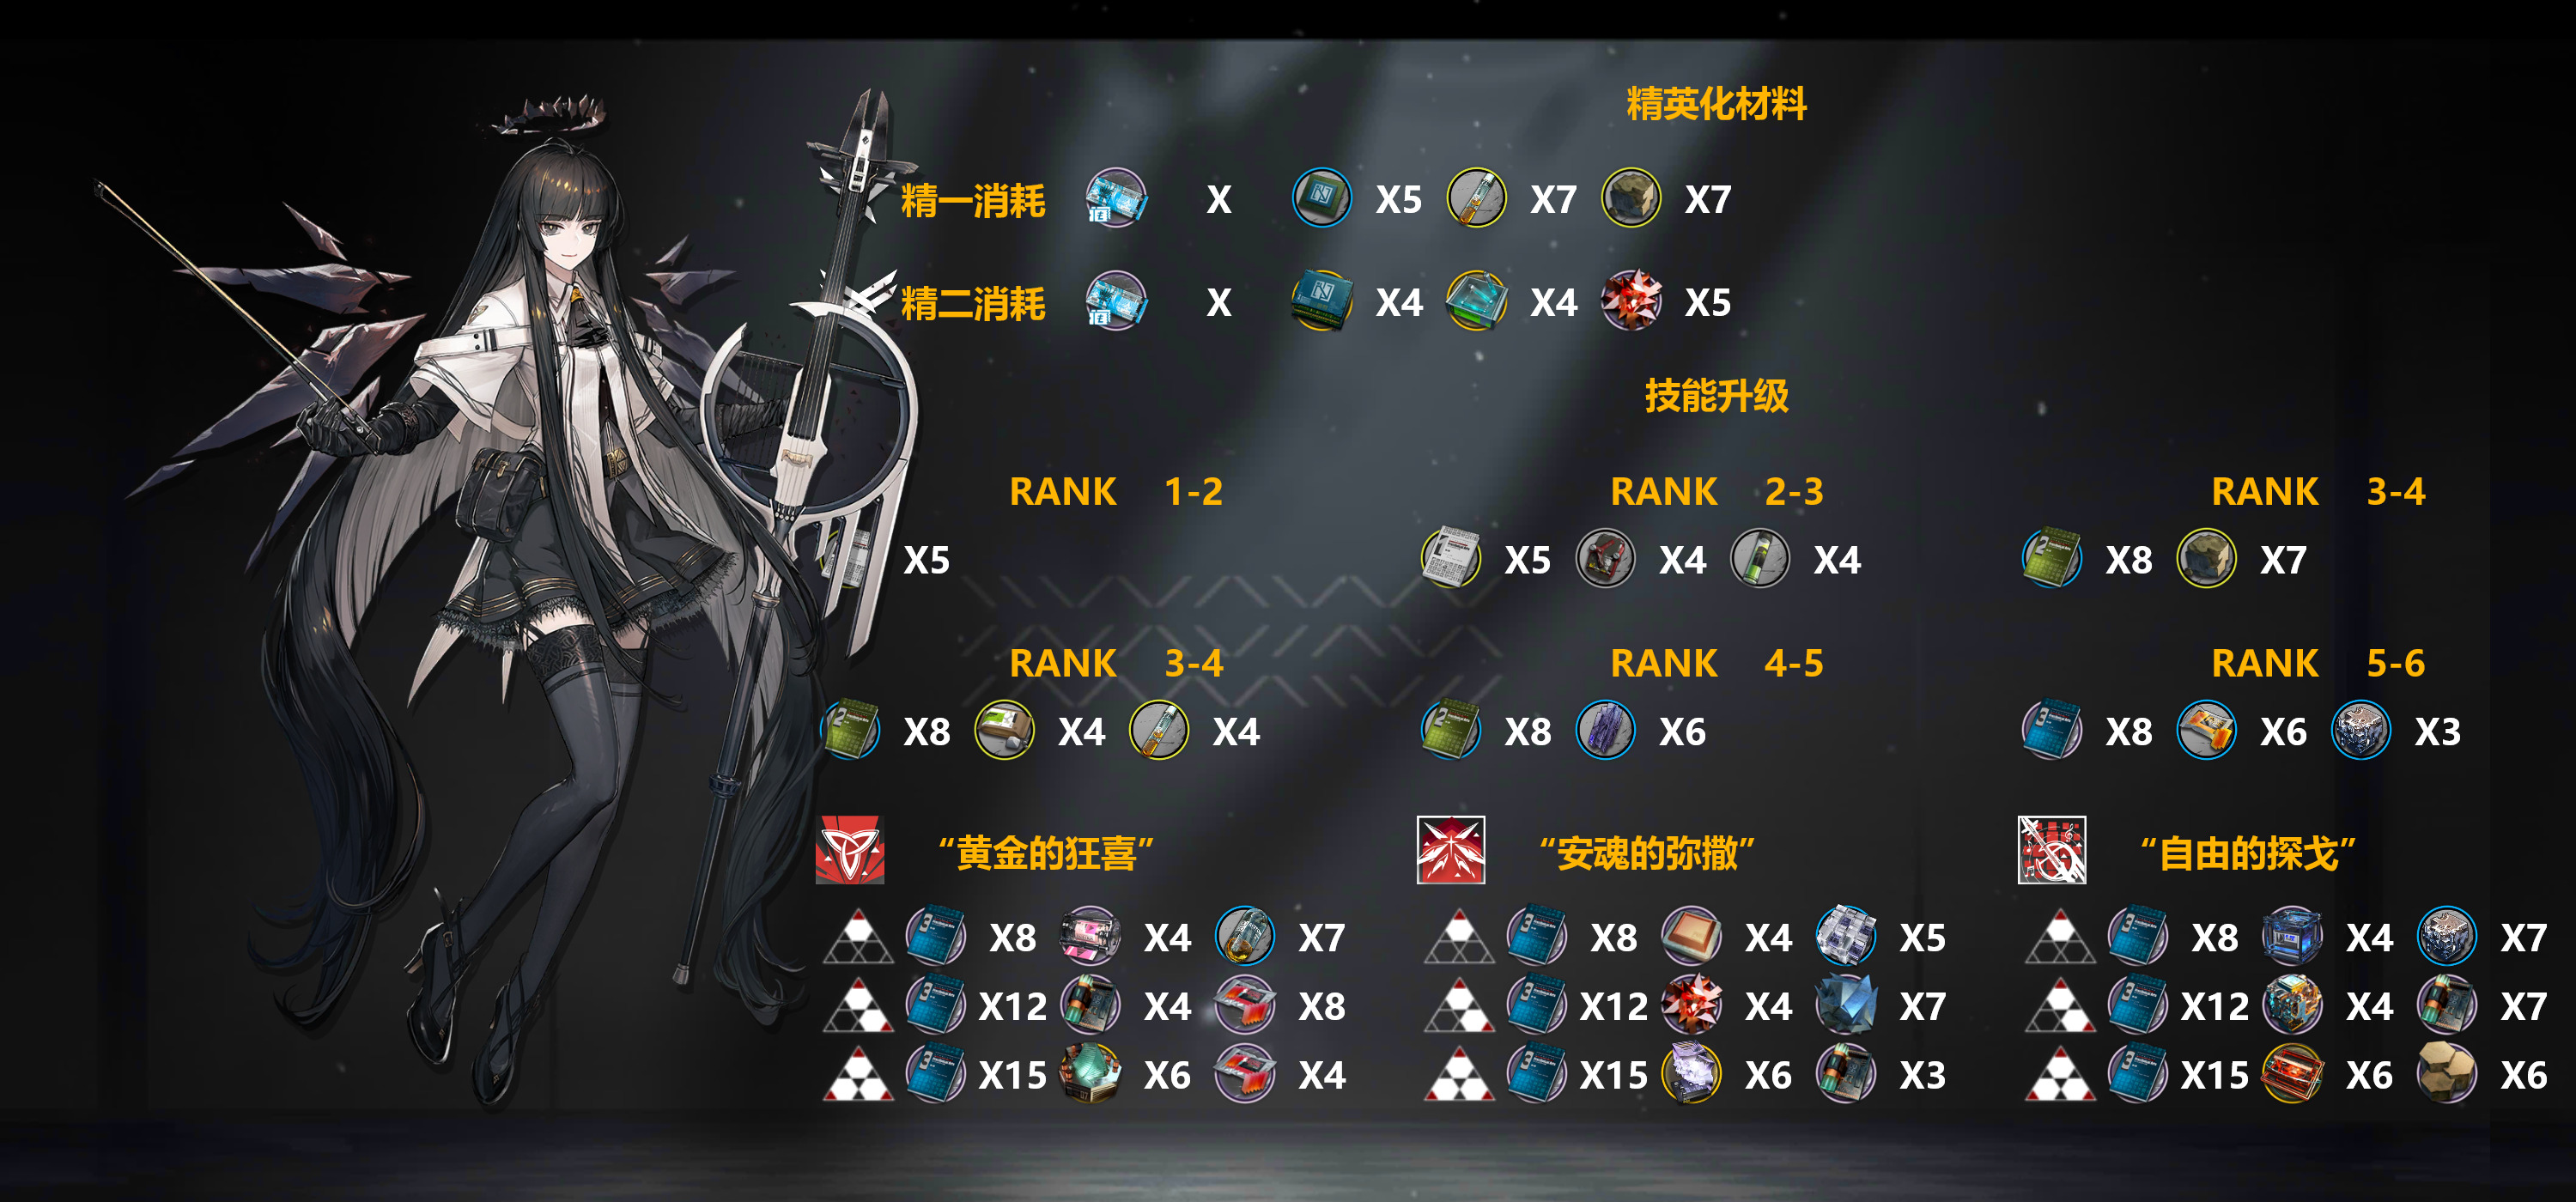 精英化材料
精一消耗 X X5 X7 X7
精二消耗 X X4 X4 X5
技能升级
RANK 1-2 RANK 2-3 RANK 3-4
X5 X5 X4 X4 X8 X7
RANK 3-4 RANK 4-5 RANK 5-6
X8 X4 X4 X8 X6 X8 X6 X3
“黄金的狂喜” “安魂的弥撒” “自由的探戈”
X8 X4 X7 X8 X4 X5 X8 X4 X7
X12 X4 X8 X12 X4 X7 X12 X4 X7
X15 X6 X4 X15 X6 X3 X15 X6 X6